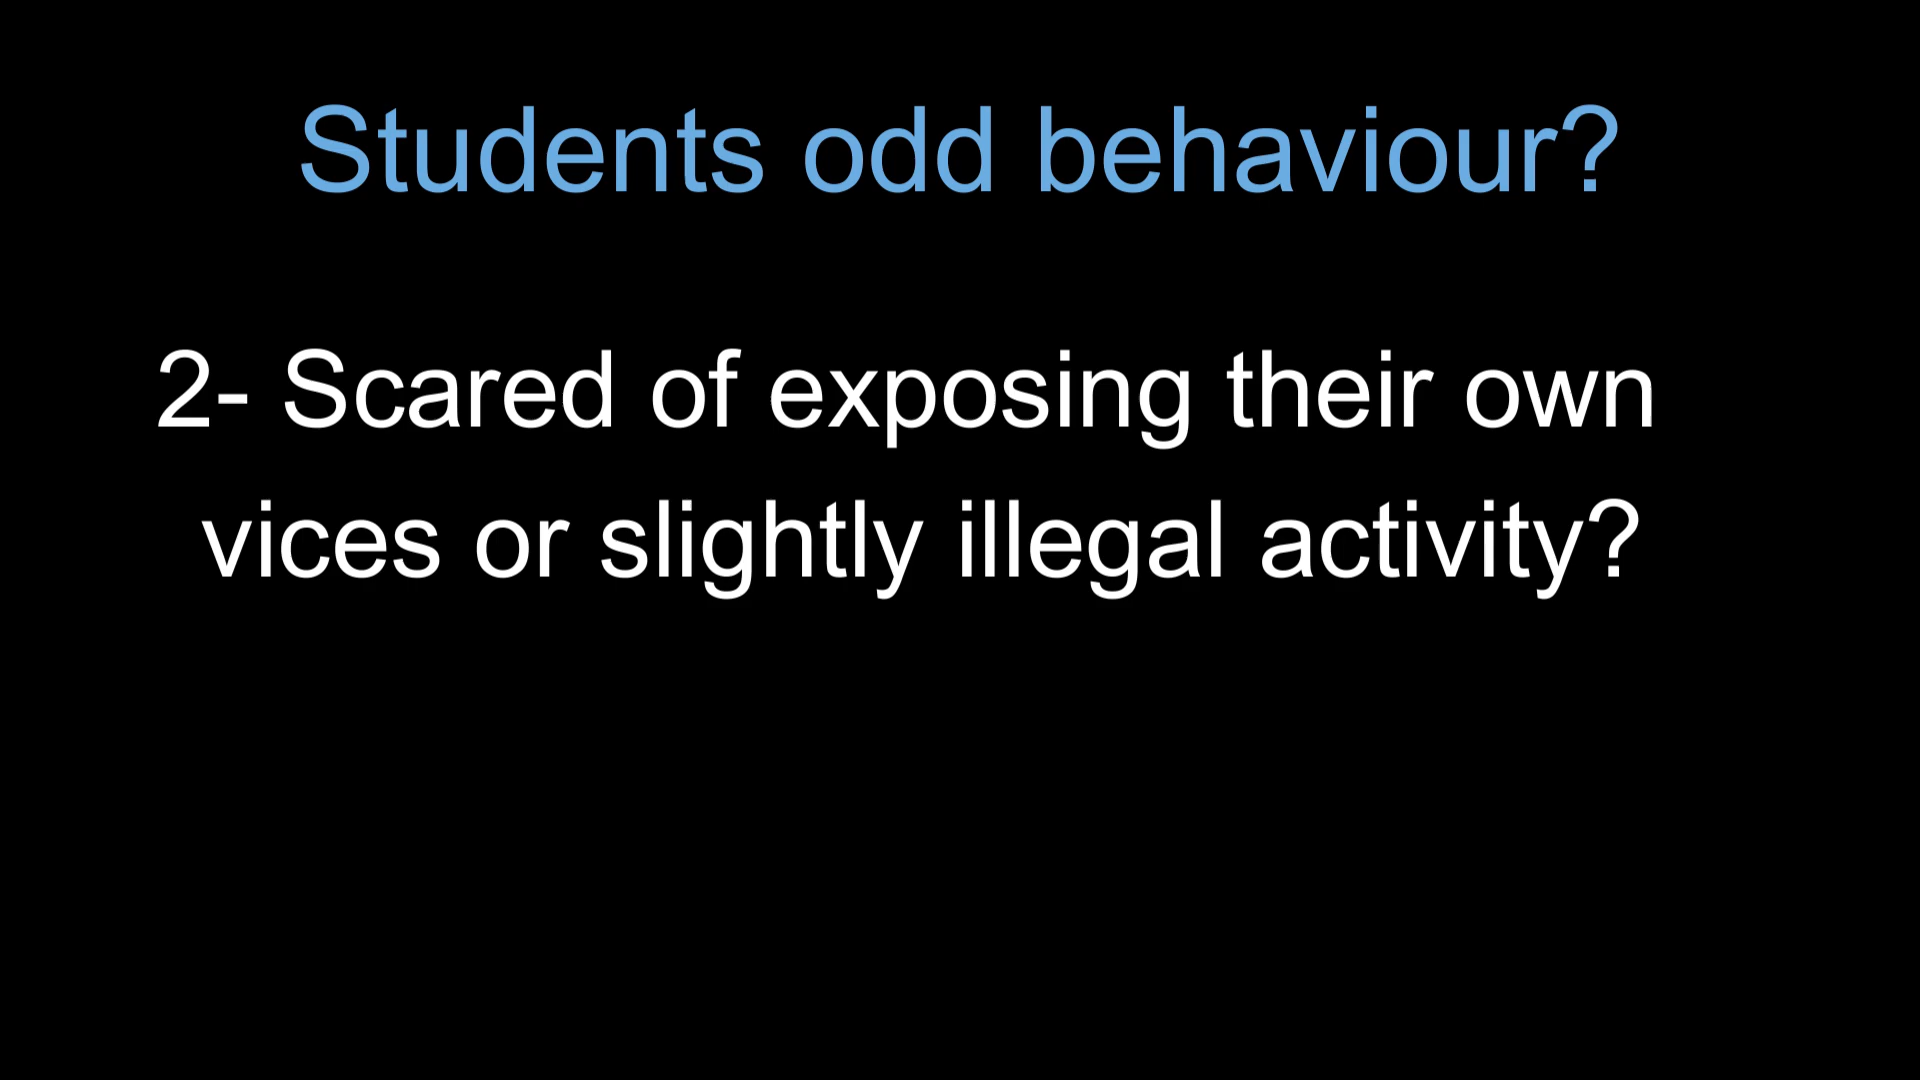 Students odd behaviour?
2- Scared of exposing their own
vices or slightly illegal activity?